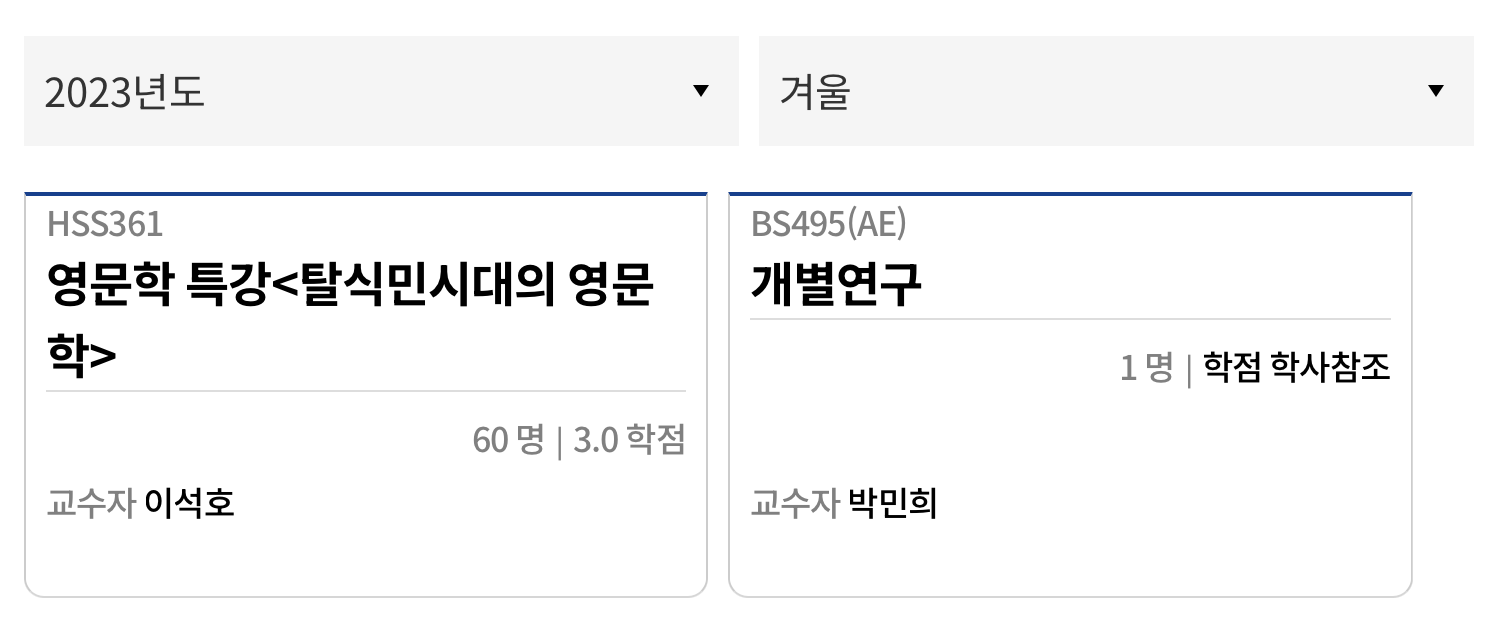 2023년도
겨울
HSS361
영문학 특강<탈식민시대의 영문
학>
60 명 | 3.0 학점
교수자 이석호
BS495(AE)
개별연구
1 명 | 학점 학사참조
교수자 박민희